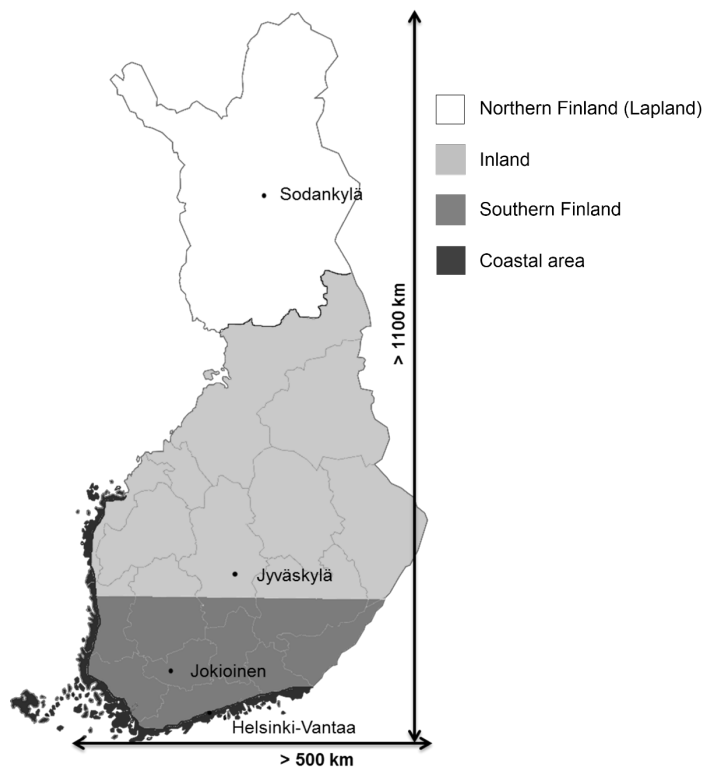 Northern Finland (Lapland)
Inland
Southern Finland
Coastal area
Sodankylä
> 1100 km
Jyväskylä
Jokioinen
Helsinki-Vantaa
> 500 km